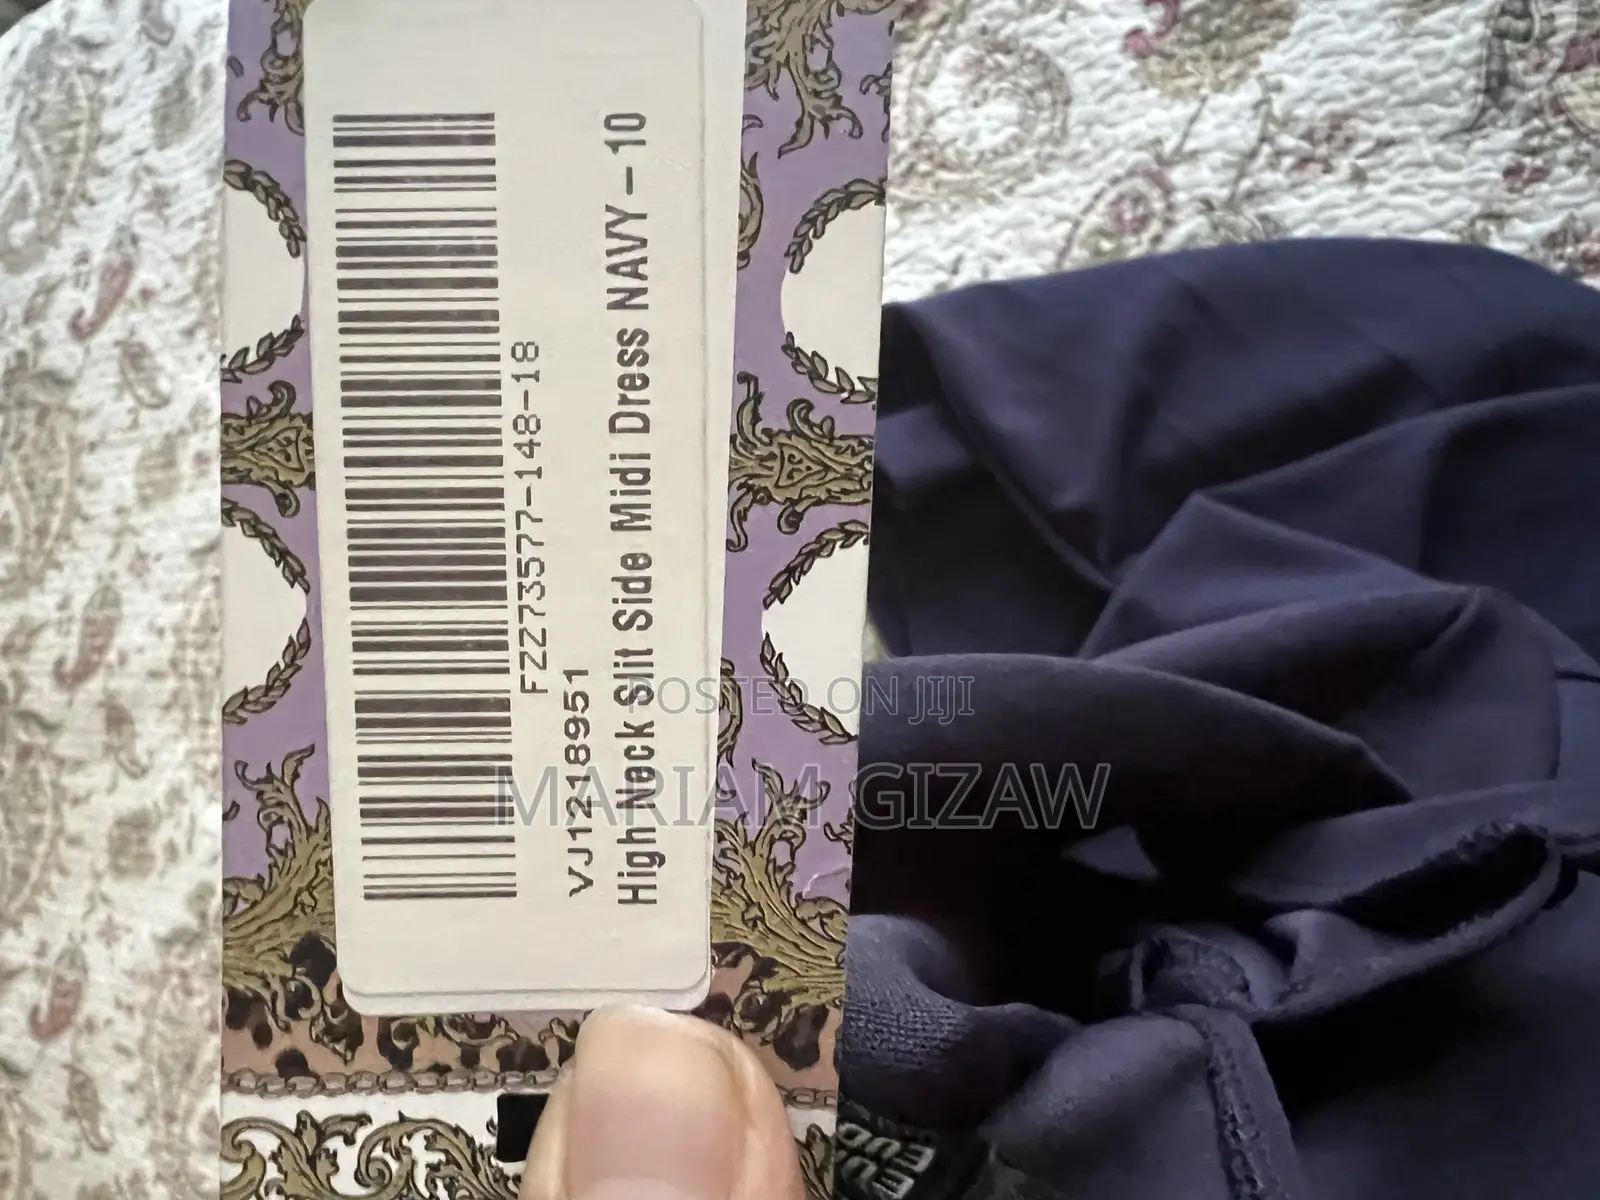 FZZ73577-148-18
VJ1218951
High Neck Slit Side Midi Dress NAVY – 10
POSTED ON JIJI
MARIAM GIZAW